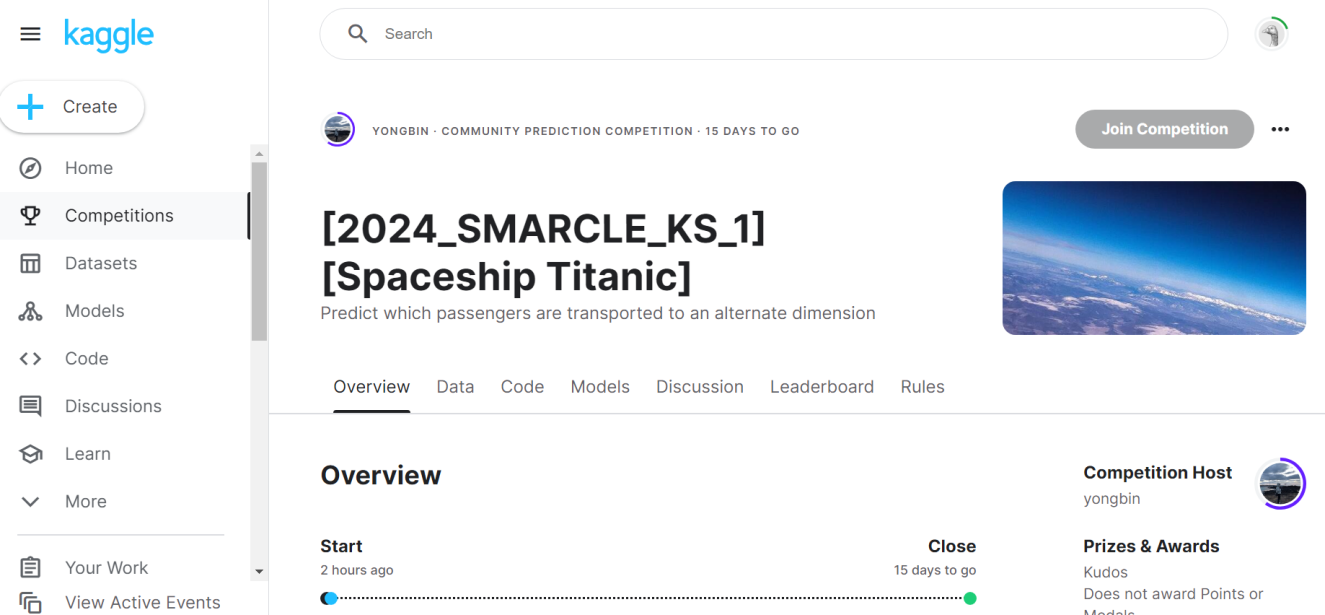 kaggle
Search
Create
Home
Competitions
Datasets
Models
Code
Discussions
Learn
More
Your Work
View Active Events
YONGBIN · COMMUNITY PREDICTION COMPETITION · 15 DAYS TO GO
Join Competition
[2024_SMARCLE_KS_1]
[Spaceship Titanic]
Predict which passengers are transported to an alternate dimension
Overview Data Code Models Discussion Leaderboard Rules
Overview
Start
2 hours ago
Close
15 days to go
Competition Host
yongbin
Prizes & Awards
Kudos
Does not award Points or
Medals